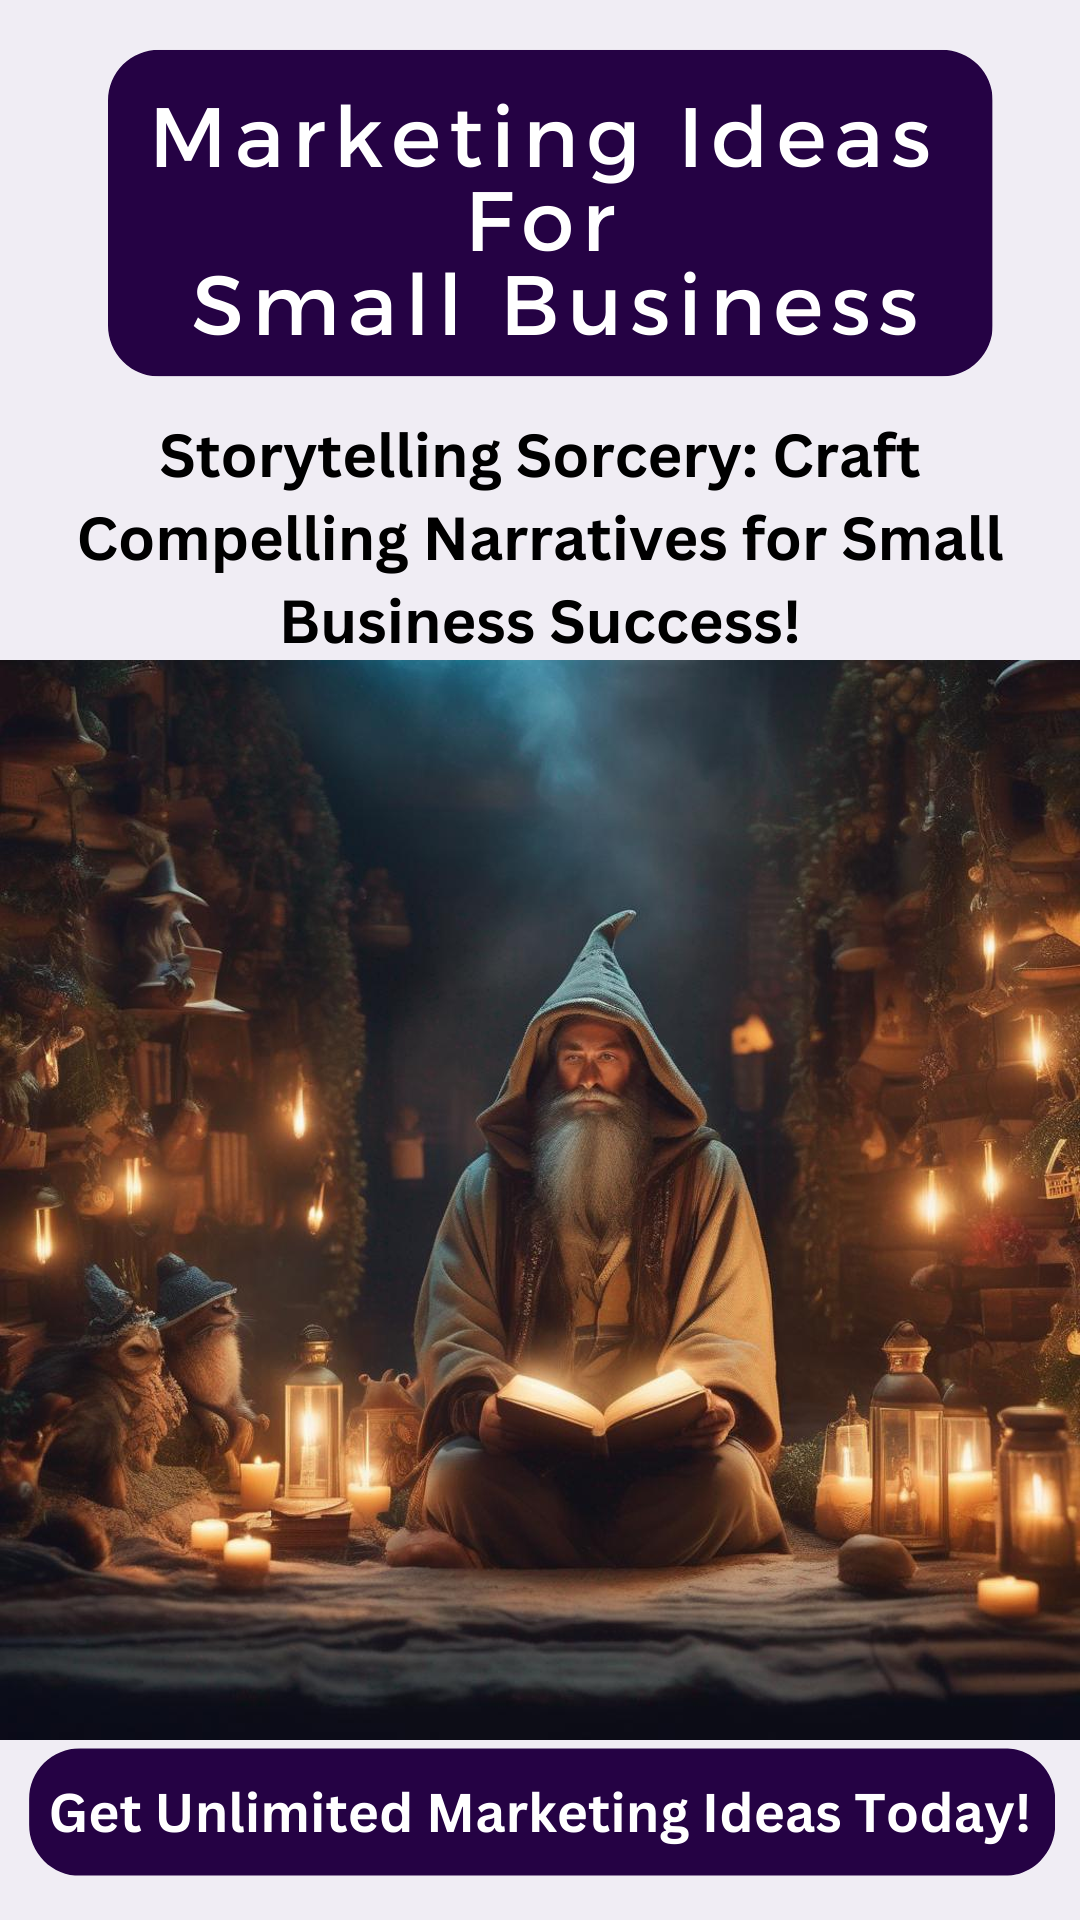 Marketing Ideas
For
Small Business
Storytelling Sorcery: Craft
Compelling Narratives for Small
Business Success!
Get Unlimited Marketing Ideas Today!